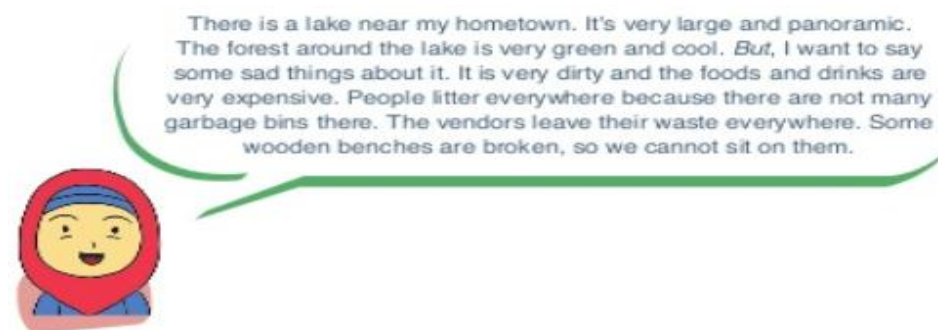 There is a lake near my hometown. It's very large and panoramic.
The forest around the lake is very green and cool. But, I want to say
some sad things about it. It is very dirty and the foods and drinks are
very expensive. People litter everywhere because there are not many
garbage bins there. The vendors leave their waste everywhere. Some
wooden benches are broken, so we cannot sit on them.